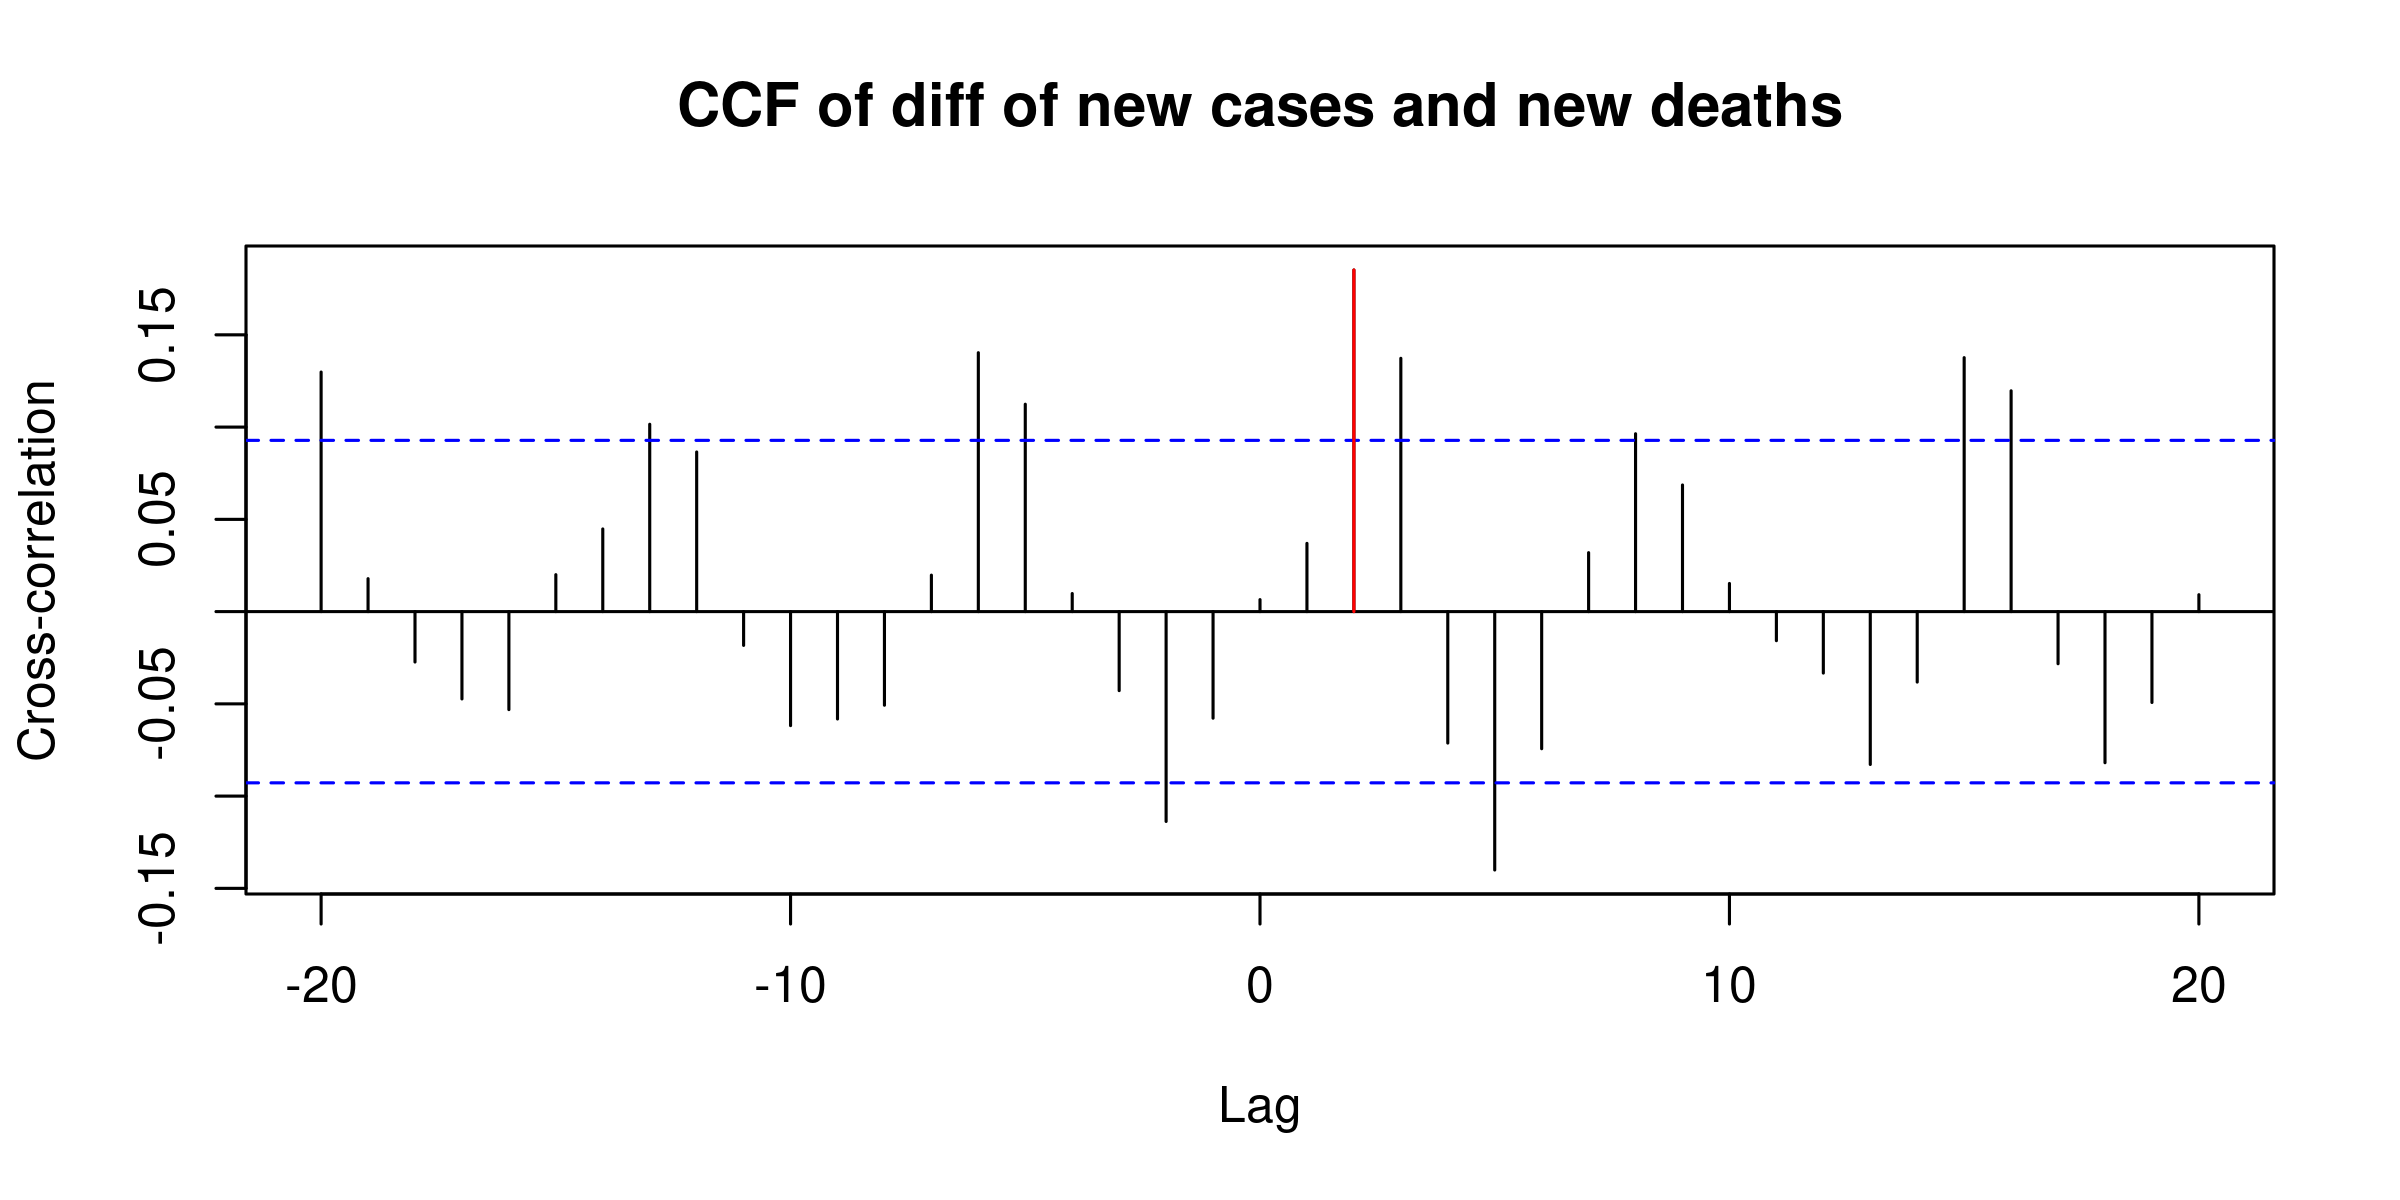 CCF of diff of new cases and new deaths
Cross-correlation
0.15
0.05
-0.05
-0.15
-20 -10 0 10 20
Lag